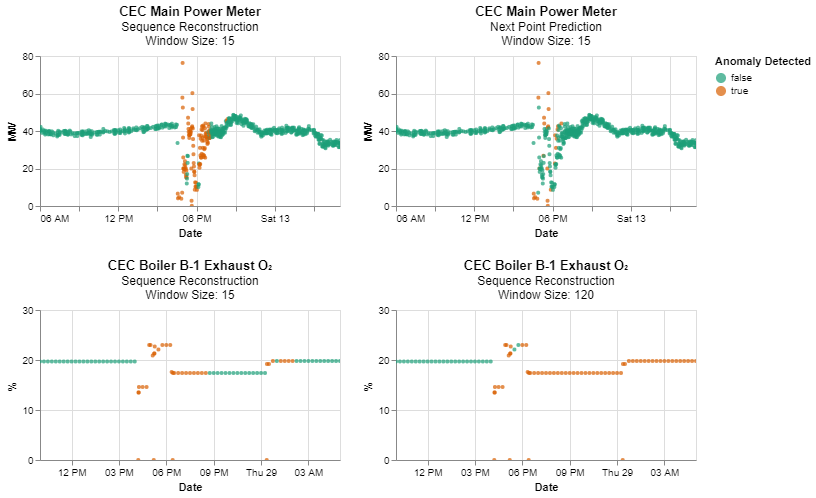 CEC Main Power Meter
Sequence Reconstruction
Window Size: 15
80
60
40
20
0
MW
06 AM
12 PM
06 PM
Sat 13
Date
CEC Main Power Meter
Next Point Prediction
Window Size: 15
80
60
40
20
0
MW
06 AM
12 PM
06 PM
Sat 13
Date
Anomaly Detected
false
true
CEC Boiler B-1 Exhaust O₂
Sequence Reconstruction
Window Size: 15
30
20
10
0
%
12 PM
03 PM
06 PM
09 PM
Thu 29
03 AM
Date
CEC Boiler B-1 Exhaust O₂
Sequence Reconstruction
Window Size: 120
30
20
10
0
%
12 PM
03 PM
06 PM
09 PM
Thu 29
03 AM
Date